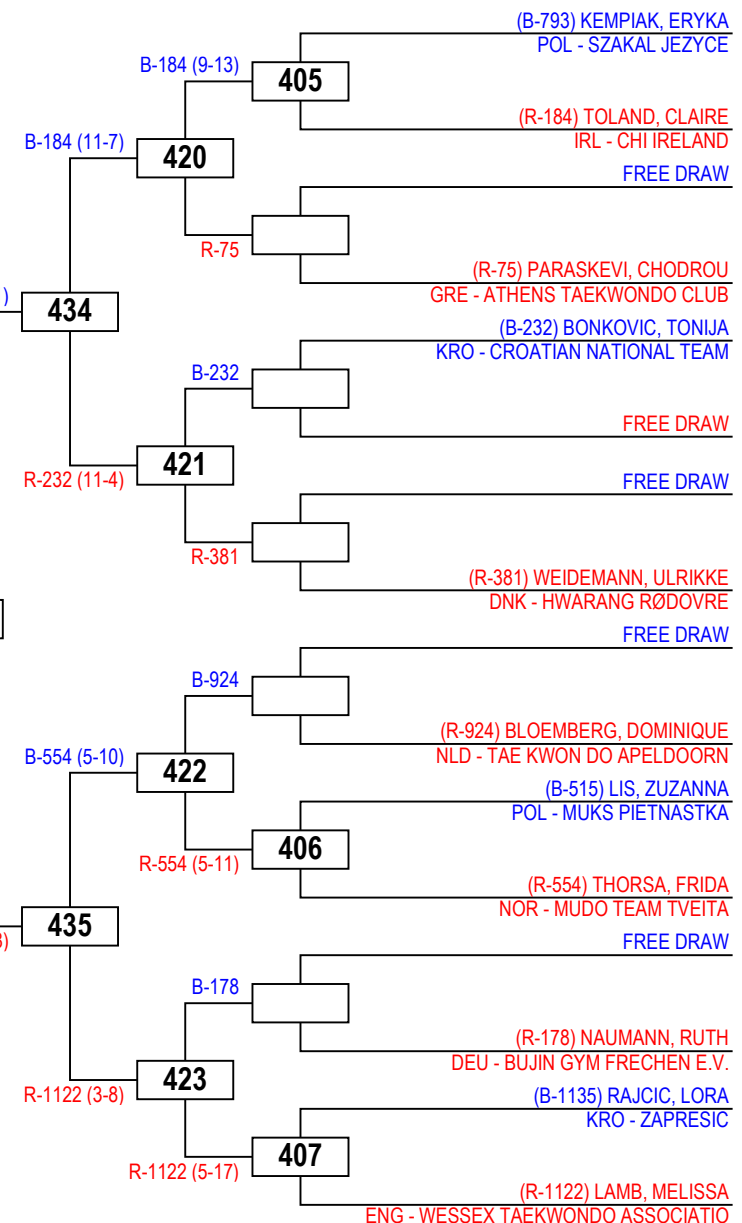 (B-793) KEMPIAK, ERYKA
POL - SZAKAL JEZYCE
B-184 (9-13)
405
(R-184) TOLAND, CLAIRE
IRL - CHI IRELAND
B-184 (11-7)
420
FREE DRAW
R-75
(R-75) PARASKEVI, CHODROU
GRE - ATHENS TAEKWONDO CLUB
)
434
(B-232) BONKOVIC, TONIJA
KRO - CROATIAN NATIONAL TEAM
B-232
FREE DRAW
421
R-232 (11-4)
FREE DRAW
R-381
(R-381) WEIDEMANN, ULRIKKE
DNK - HWARANG RØDOVRE
FREE DRAW
B-924
(R-924) BLOEMBERG, DOMINIQUE
NLD - TAE KWON DO APELDOORN
B-554 (5-10)
422
(B-515) LIS, ZUZANNA
POL - MUKS PIETNASTKA
R-554 (5-11)
406
(R-554) THORSA, FRIDA
NOR - MUDO TEAM TVEITA
435
)
FREE DRAW
B-178
(R-178) NAUMANN, RUTH
DEU - BUJIN GYM FRECHEN E.V.
423
R-1122 (3-8)
(B-1135) RAJCIC, LORA
KRO - ZAPRESIC
R-1122 (5-17)
407
(R-1122) LAMB, MELISSA
ENG - WESSEX TAEKWONDO ASSOCIATIO